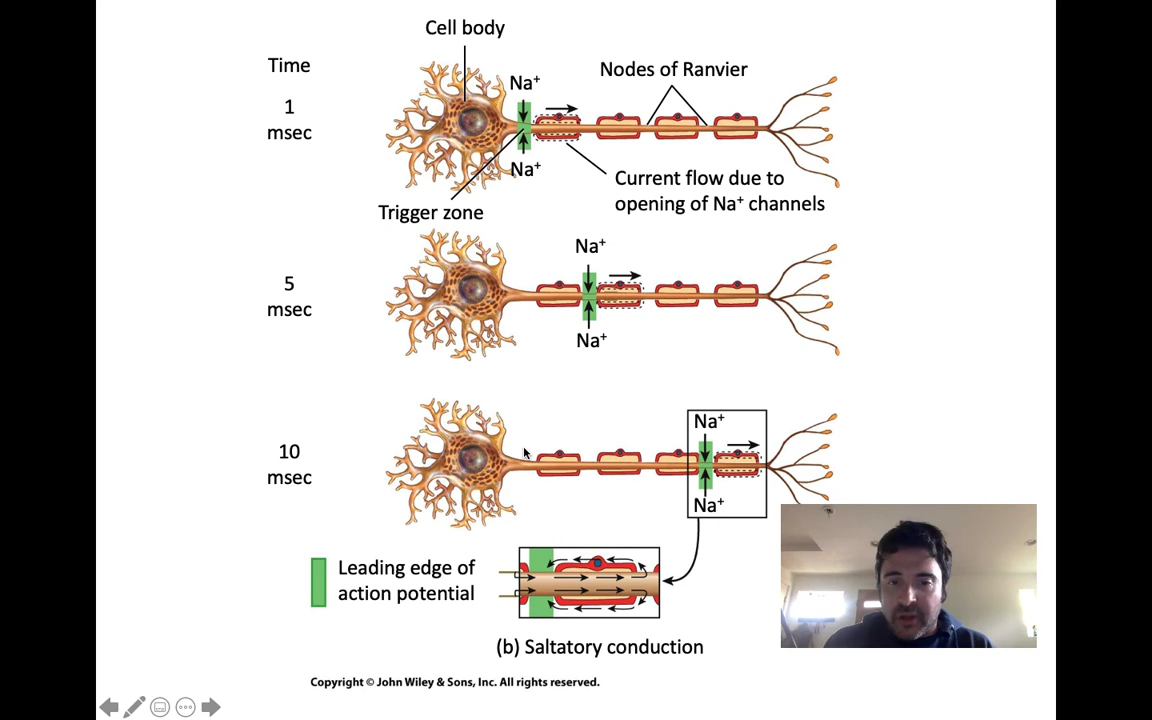 Cell body
Time
Na⁺
Nodes of Ranvier
1
msec
Na⁺
Current flow due to
opening of Na⁺ channels
Trigger zone
Na⁺
5
msec
Na⁺
Na⁺
10
msec
Na⁺
Leading edge of
action potential
(b) Saltatory conduction
Copyright © John Wiley & Sons, Inc. All rights reserved.